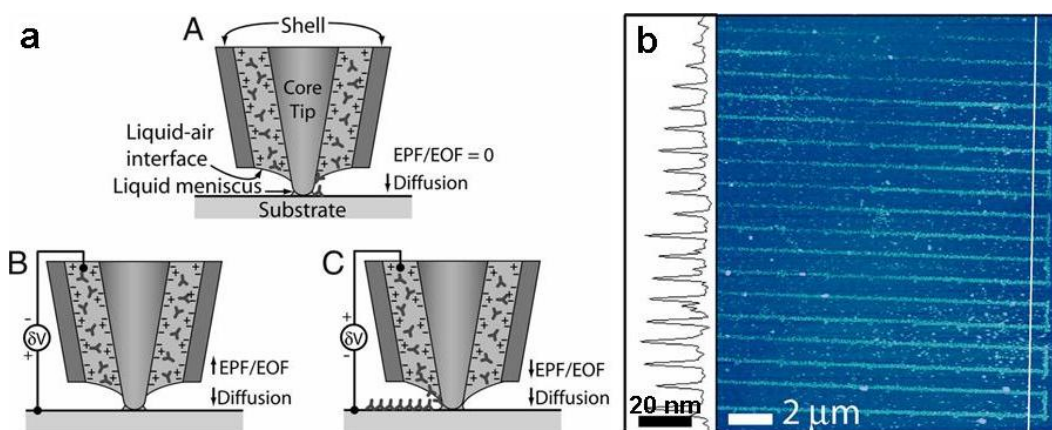 a
A
Shell
Core
Tip
Liquid-air
interface
Liquid meniscus
EPF/EOF = 0
↓Diffusion
Substrate
B
-
δV
+
↑EPF/EOF
↓Diffusion
C
+
δV
-
↓EPF/EOF
↓Diffusion
b
20 nm
2 μm